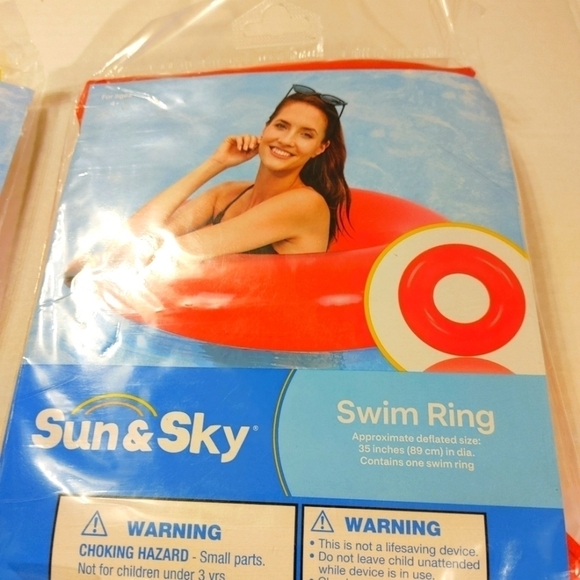 Sun & Sky®
Swim Ring
Approximate deflated size:
35 inches (89 cm) in dia.
Contains one swim ring
⚠ WARNING
CHOKING HAZARD - Small parts.
Not for children under 3 yrs.
⚠ WARNING
• This is not a lifesaving device.
• Do not leave child unattended
while device is in use.